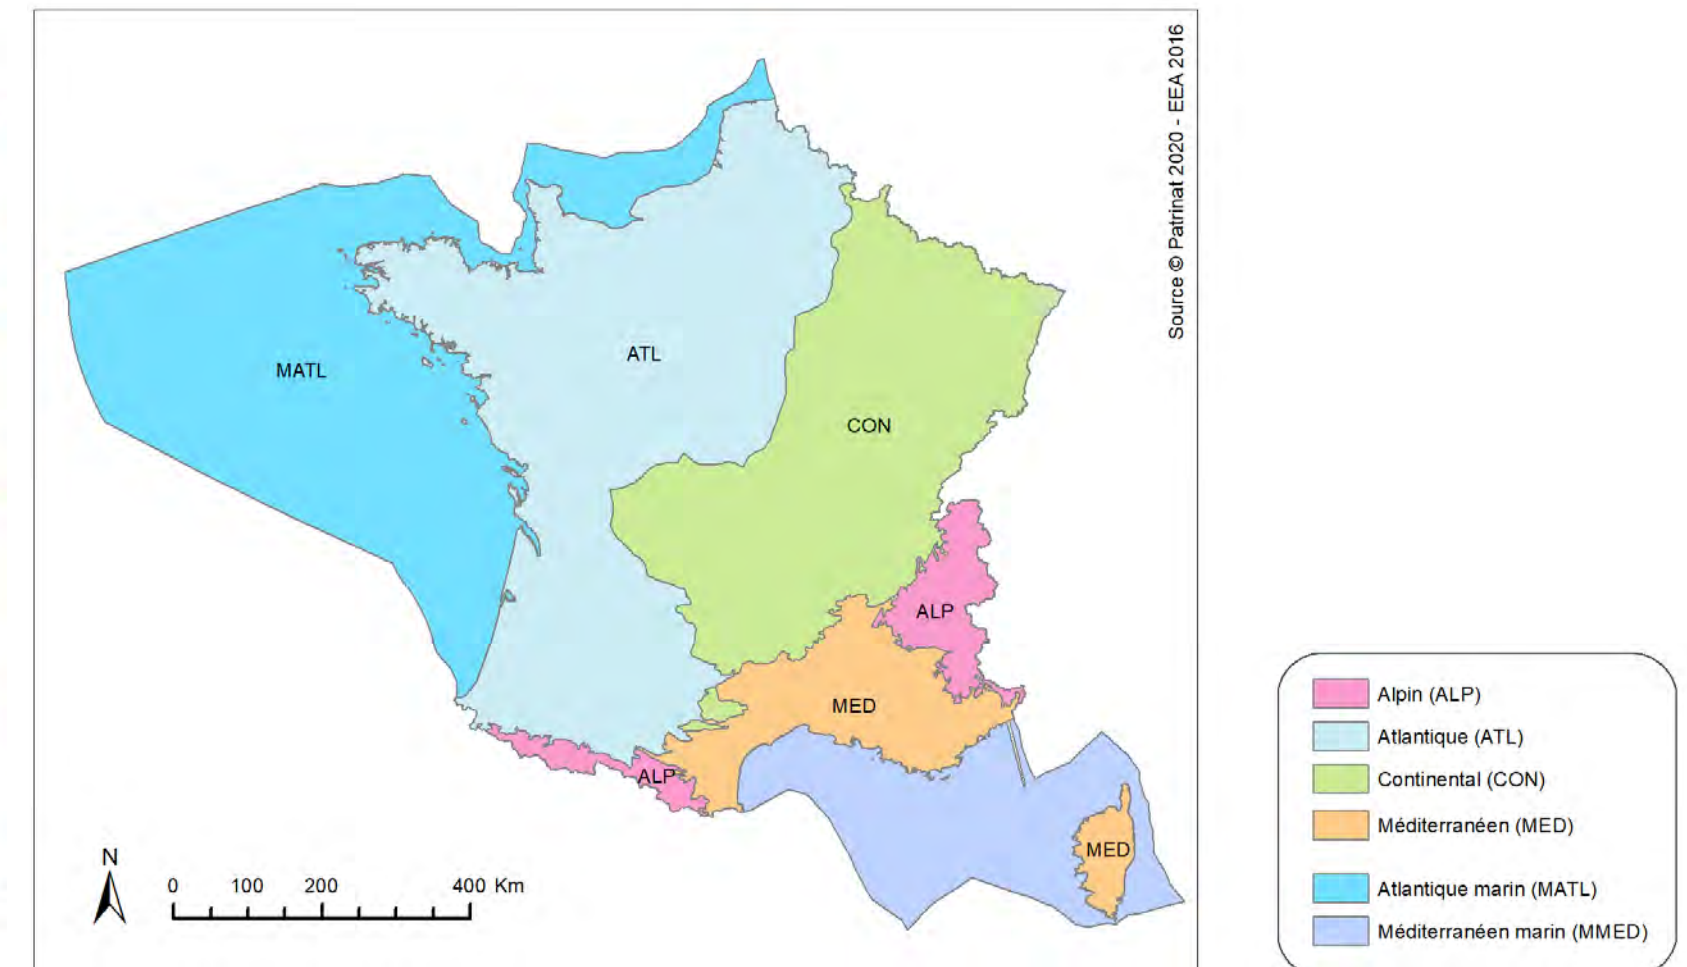 Source © Patrinat 2020 - EEA 2016
MATL
ATL
CON
ALP
MED
ALP
MED
N
0 100 200 400 Km
Alpin (ALP)
Atlantique (ATL)
Continental (CON)
Méditerranéen (MED)
Atlantique marin (MATL)
Méditerranéen marin (MMED)